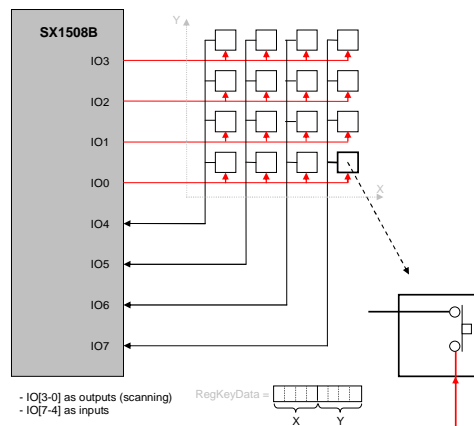 SX1508B
Y
IO3
IO2
IO1
IO0
X
IO4
IO5
IO6
IO7
- IO[3-0] as outputs (scanning)
- IO[7-4] as inputs
RegKeyData =
X Y